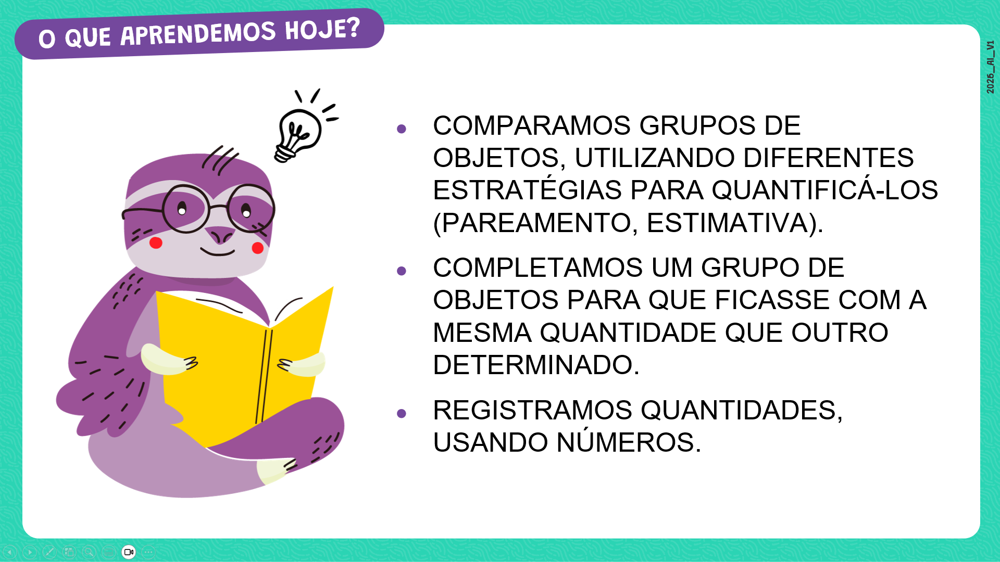 O QUE APRENDEMOS HOJE?
2025_AI_V1
• COMPARAMOS GRUPOS DE
OBJETOS, UTILIZANDO DIFERENTES
ESTRATÉGIAS PARA QUANTIFICÁ-LOS
(PAREAMENTO, ESTIMATIVA).
• COMPLETAMOS UM GRUPO DE
OBJETOS PARA QUE FICASSE COM A
MESMA QUANTIDADE QUE OUTRO
DETERMINADO.
• REGISTRAMOS QUANTIDADES,
USANDO NÚMEROS.